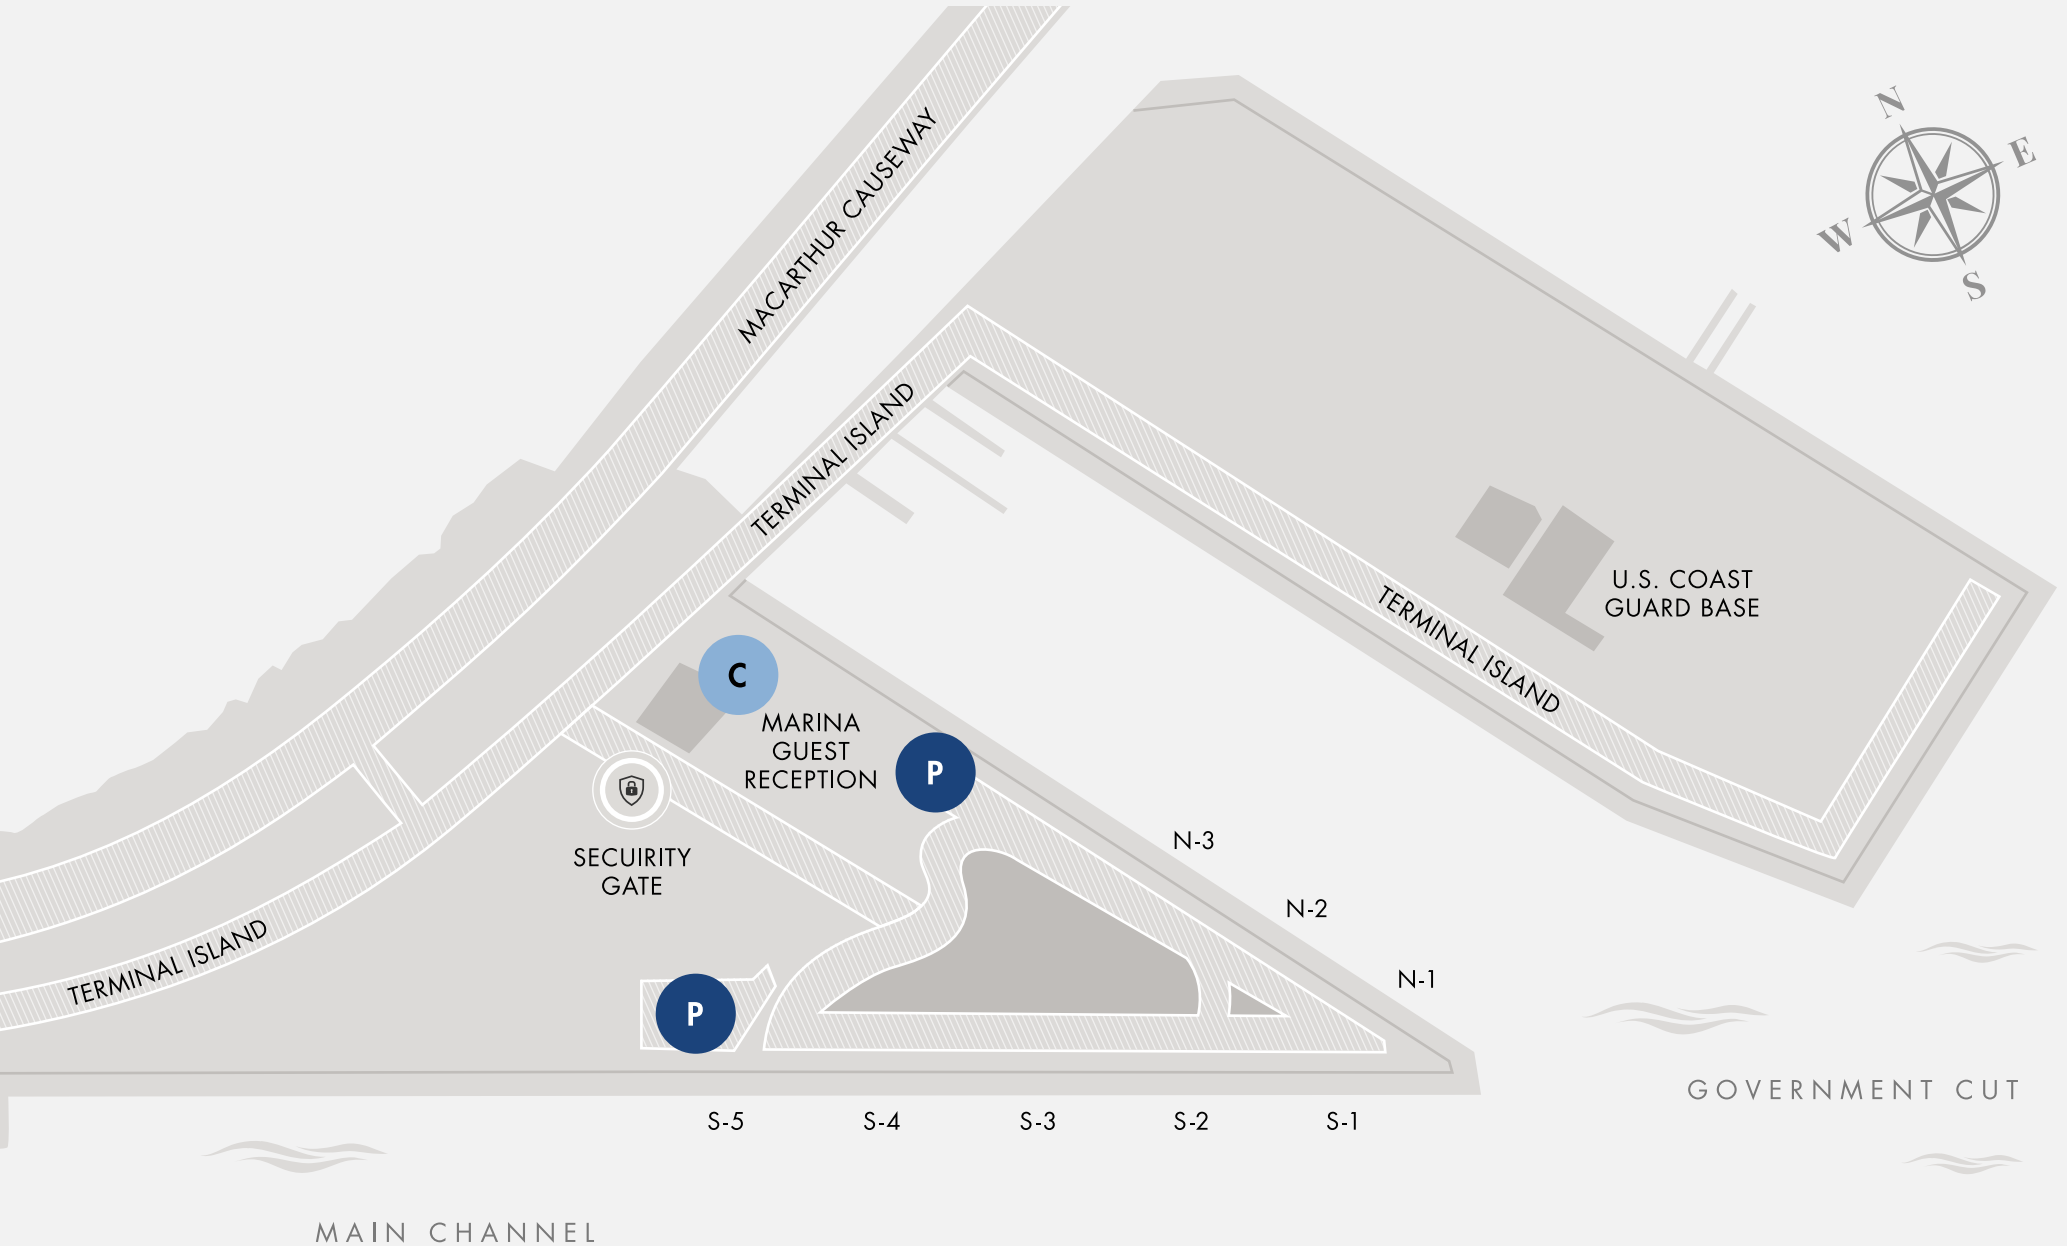 N
E
W
S
MACARTHUR CAUSEWAY
TERMINAL ISLAND
U.S. COAST
GUARD BASE
TERMINAL ISLAND
C
MARINA
GUEST
RECEPTION
P
SECUIRITY
GATE
N-3
N-2
TERMINAL ISLAND
N-1
P
GOVERNMENT CUT
S-5
S-4
S-3
S-2
S-1
MAIN CHANNEL